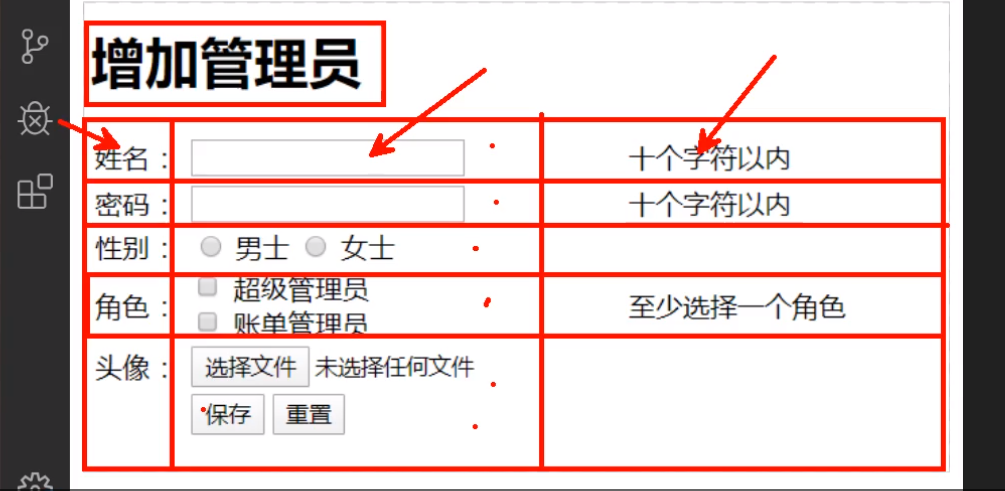 增加管理员
姓名： 十个字符以内
密码： 十个字符以内
性别： 男士 女士
超级管理员
角色： 至少选择一个角色
账单管理员
头像： 选择文件 未选择任何文件
保存 重置